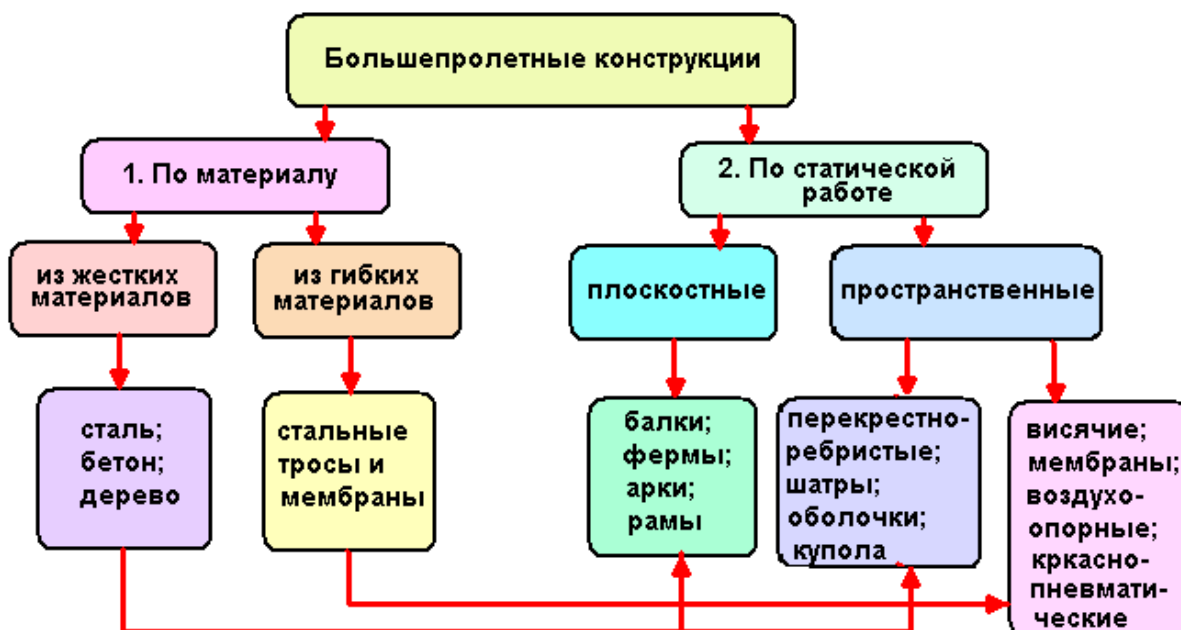 Большепролетные конструкции
1. По материалу
2. По статической
работе
из жестких
материалов
из гибких
материалов
плоскостные
пространственные
сталь;
бетон;
дерево
стальные
тросы и
мембраны
балки;
фермы;
арки;
рамы
перекрестно-
ребристые;
шатры;
оболочки;
купола
висячие;
мембраны;
воздухо-
опорные;
кркасно-
пневмати-
ческие